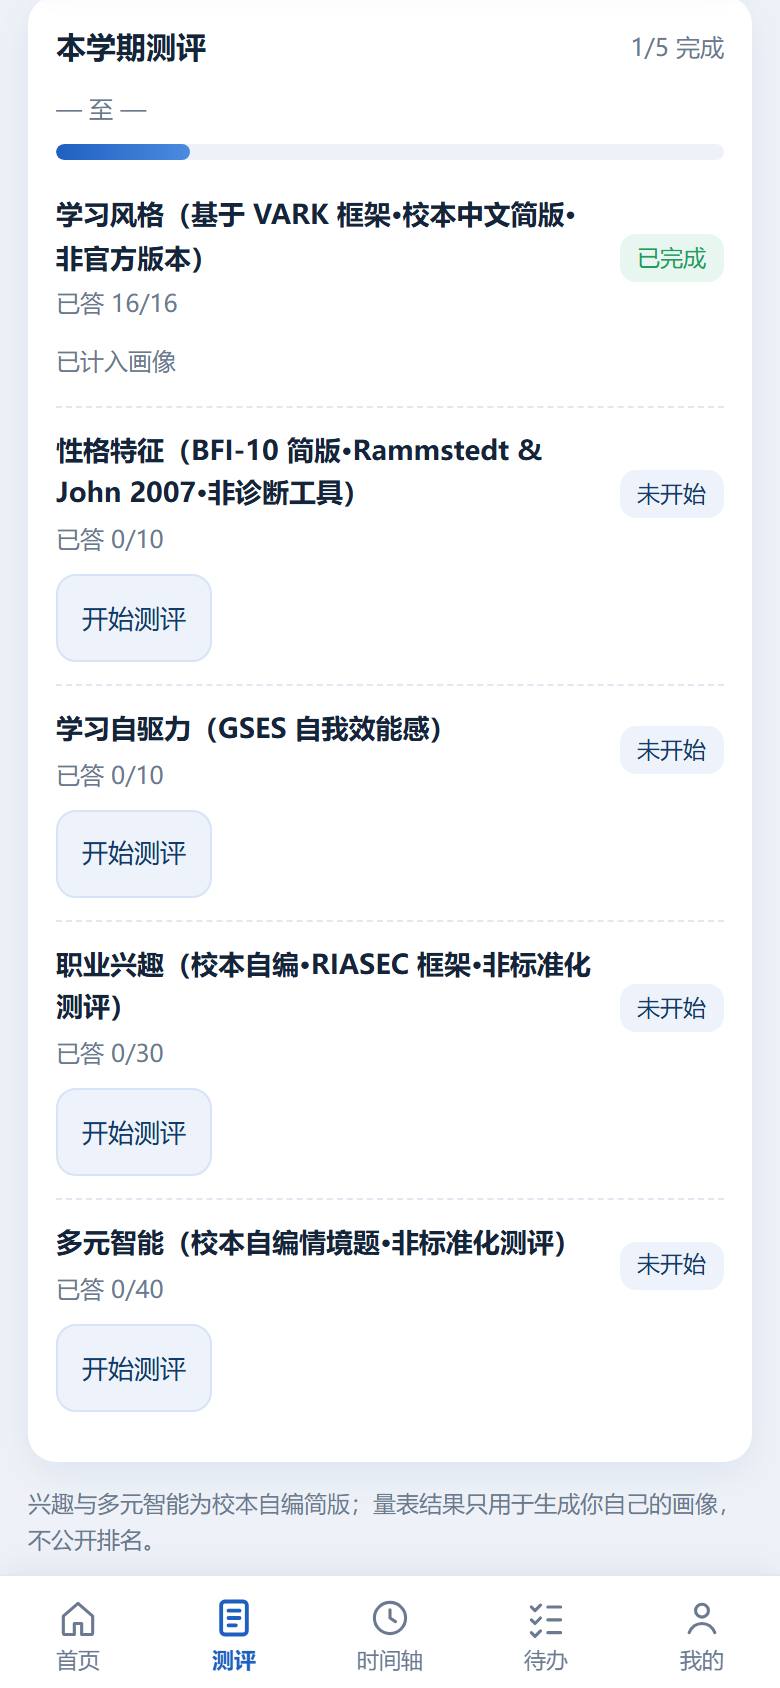 本学期测评
1/5 完成
— 至 —
学习风格（基于 VARK 框架·校本中文简版·
非官方版本）
已完成
已答 16/16
已计入画像
性格特征（BFI-10 简版·Rammstedt &
John 2007·非诊断工具）
未开始
已答 0/10
开始测评
学习自驱力（GSES 自我效能感）
未开始
已答 0/10
开始测评
职业兴趣（校本自编·RIASEC 框架·非标准化
测评）
未开始
已答 0/30
开始测评
多元智能（校本自编情境题·非标准化测评）
未开始
已答 0/40
开始测评
兴趣与多元智能为校本自编简版；量表结果只用于生成你自己的画像，
不公开排名。
首页
测评
时间轴
待办
我的